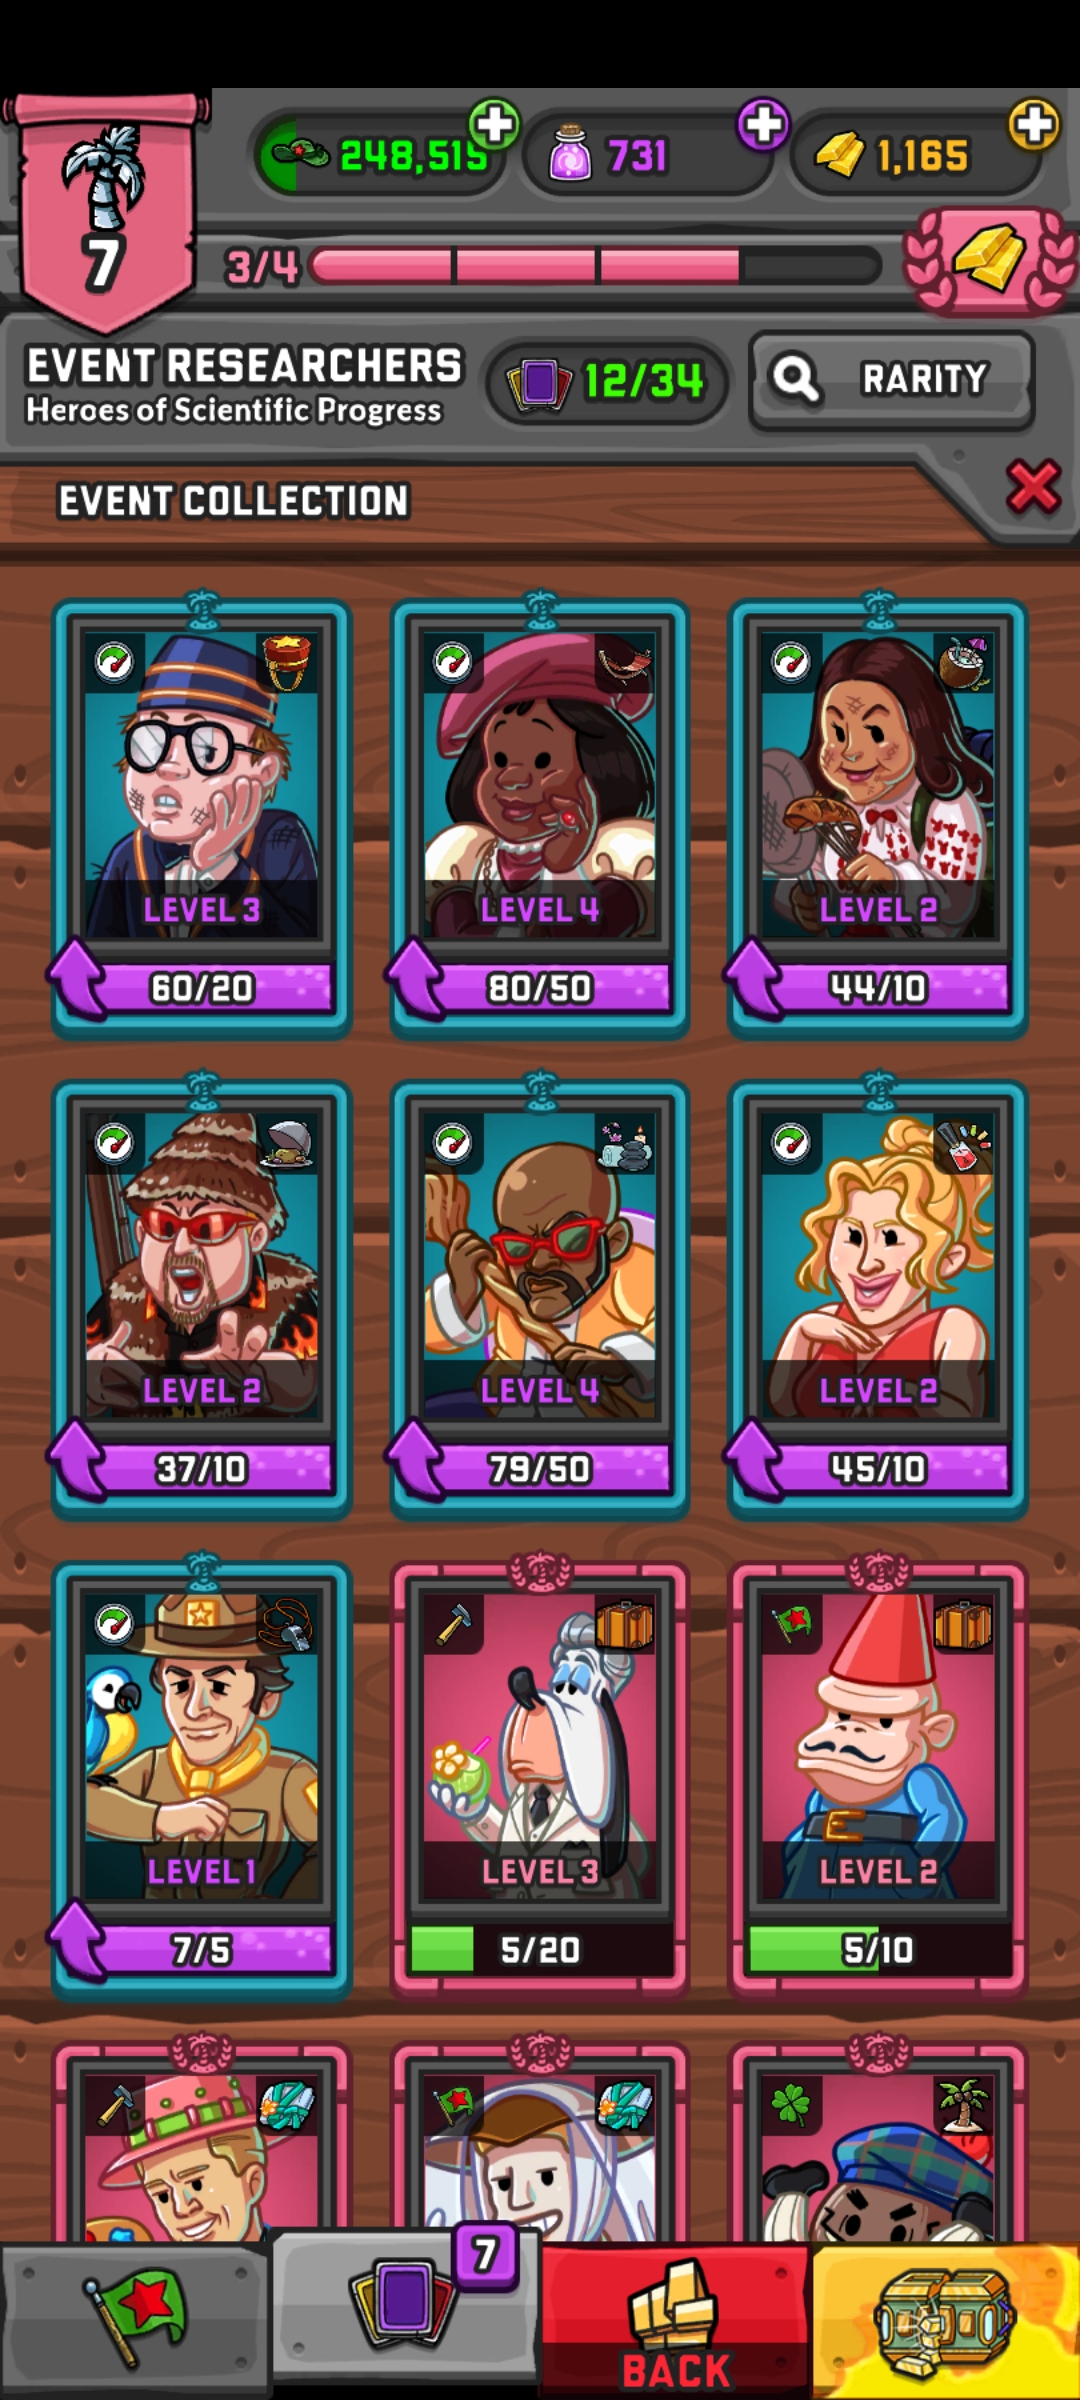 248,515
731
1,165
7
3/4
EVENT RESEARCHERS
Heroes of Scientific Progress
12/34
RARITY
EVENT COLLECTION
LEVEL 3
LEVEL 4
LEVEL 2
60/20
80/50
44/10
LEVEL 2
LEVEL 4
LEVEL 2
37/10
79/50
45/10
LEVEL 1
LEVEL 3
LEVEL 2
7/5
5/20
5/10
7
BACK